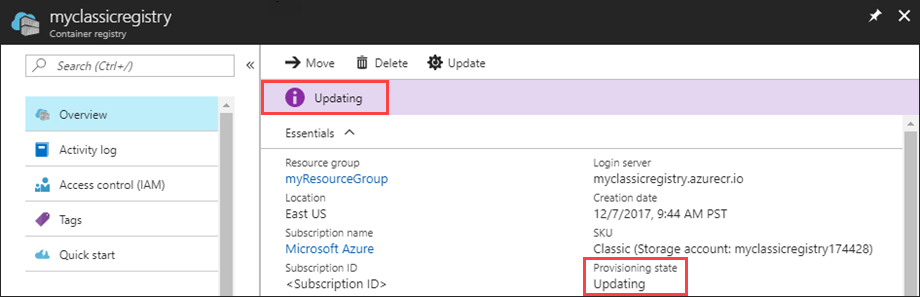 myclassicregistry
Container registry
Search (Ctrl+/)
Overview
Activity log
Access control (IAM)
Tags
Quick start
Move Delete Update
Updating
Essentials
Resource group
myResourceGroup
Location
East US
Subscription name
Microsoft Azure
Subscription ID
<Subscription ID>
Login server
myclassicregistry.azurecr.io
Creation date
12/7/2017, 9:44 AM PST
SKU
Classic (Storage account: myclassicregistry174428)
Provisioning state
Updating